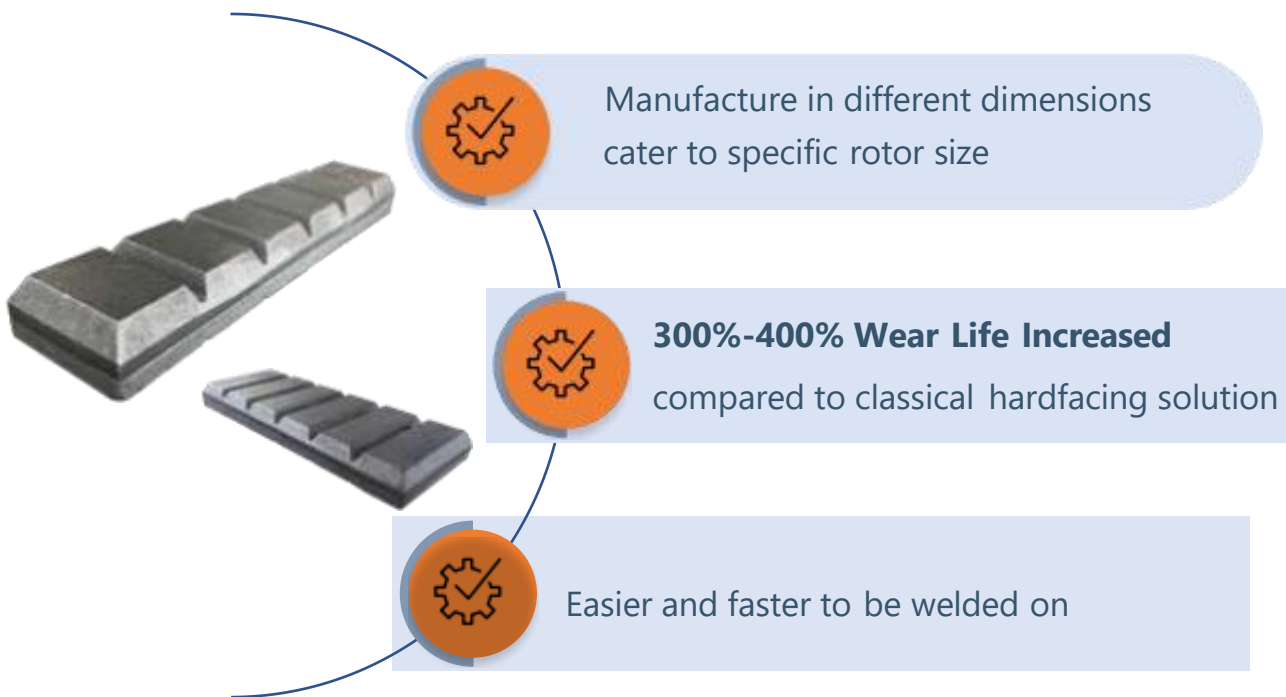 Manufacture in different dimensions
cater to specific rotor size
300%-400% Wear Life Increased
compared to classical hardfacing solution
Easier and faster to be welded on